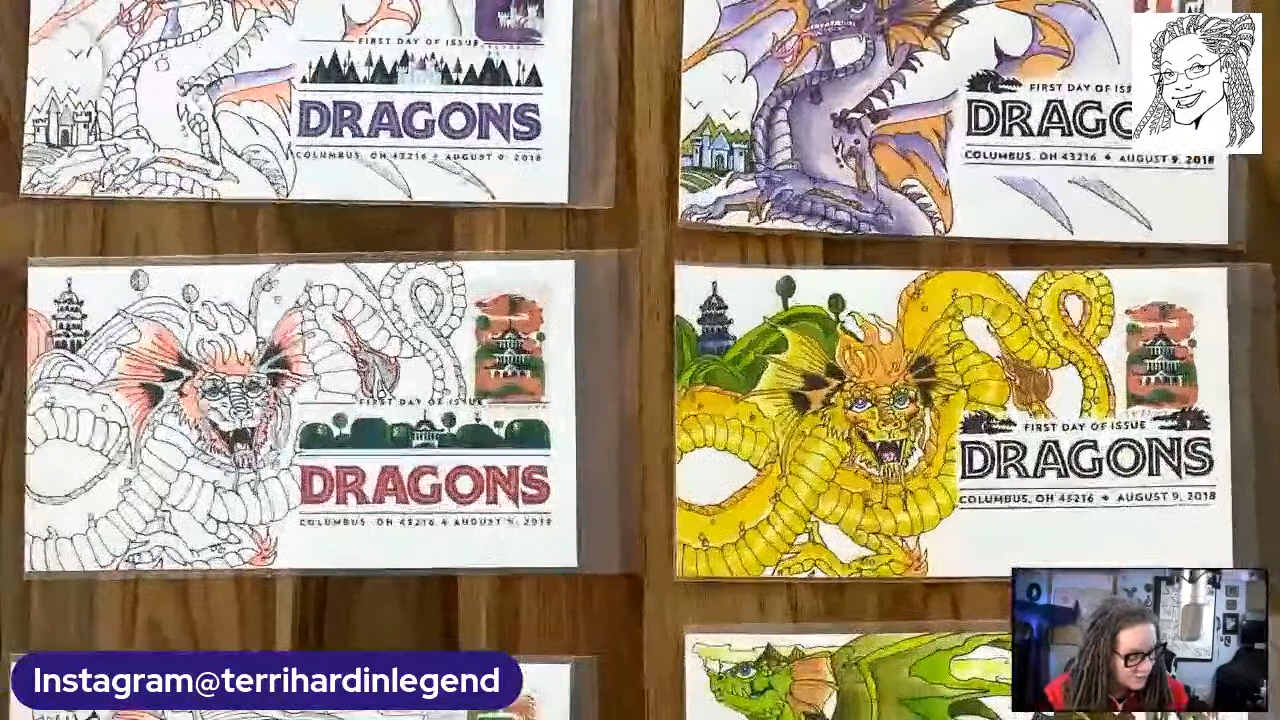 FIRST DAY OF ISSUE
DRAGONS
COLUMBUS, OH 43216 ✦ AUGUST 9, 2018
FIRST DAY OF ISS
DRAGO
COLUMBUS, OH 43216 ✦ AUGUST 9, 2018
FIRST DAY OF ISSUE
DRAGONS
COLUMBUS, OH 43216 ✦ AUGUST 9, 2018
FIRST DAY OF ISSUE
DRAGONS
COLUMBUS, OH 43216 ✦ AUGUST 9, 2018
Instagram@terrihardinlegend